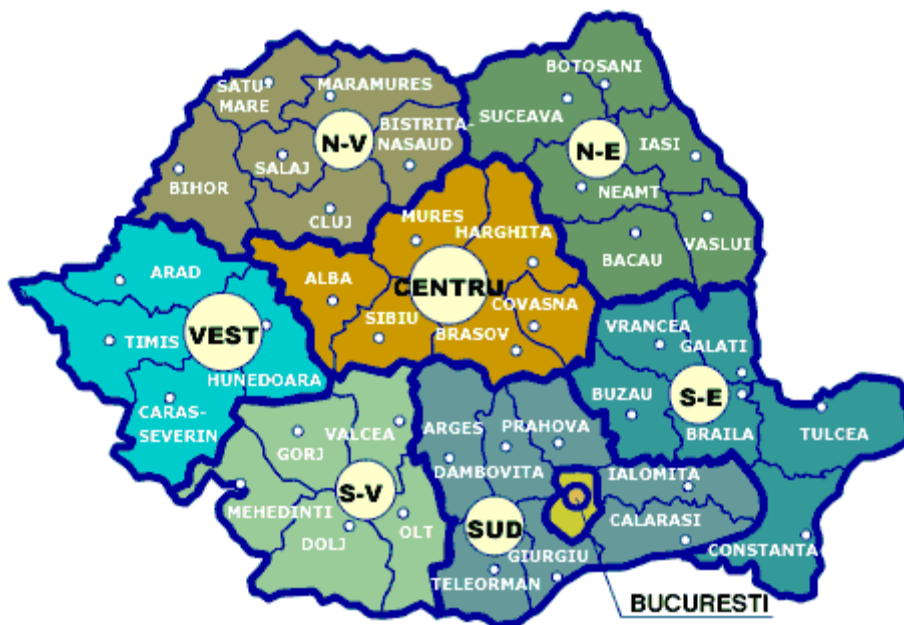 BOTOSANI
SATU-
MARE
MARAMURES
SUCEAVA
BISTRITA-
NASAUD
N-V
N-E
IASI
SALAJ
BIHOR
NEAMT
CLUJ
MURES
HARGHITA
VASLUI
BACAU
ARAD
ALBA
CENTRU
COVASNA
SIBIU
BRASOV
VRANCEA
TIMIS
VEST
GALATI
HUNEDOARA
BUZAU
S-E
CARAS-
SEVERIN
VALCEA
ARGES
PRAHOVA
BRAILA
TULCEA
GORJ
DAMBOVITA
IALOMITA
S-V
MEHEDINTI
OLT
SUD
CALARASI
DOLJ
GIURGIU
CONSTANTA
TELEORMAN
BUCURESTI